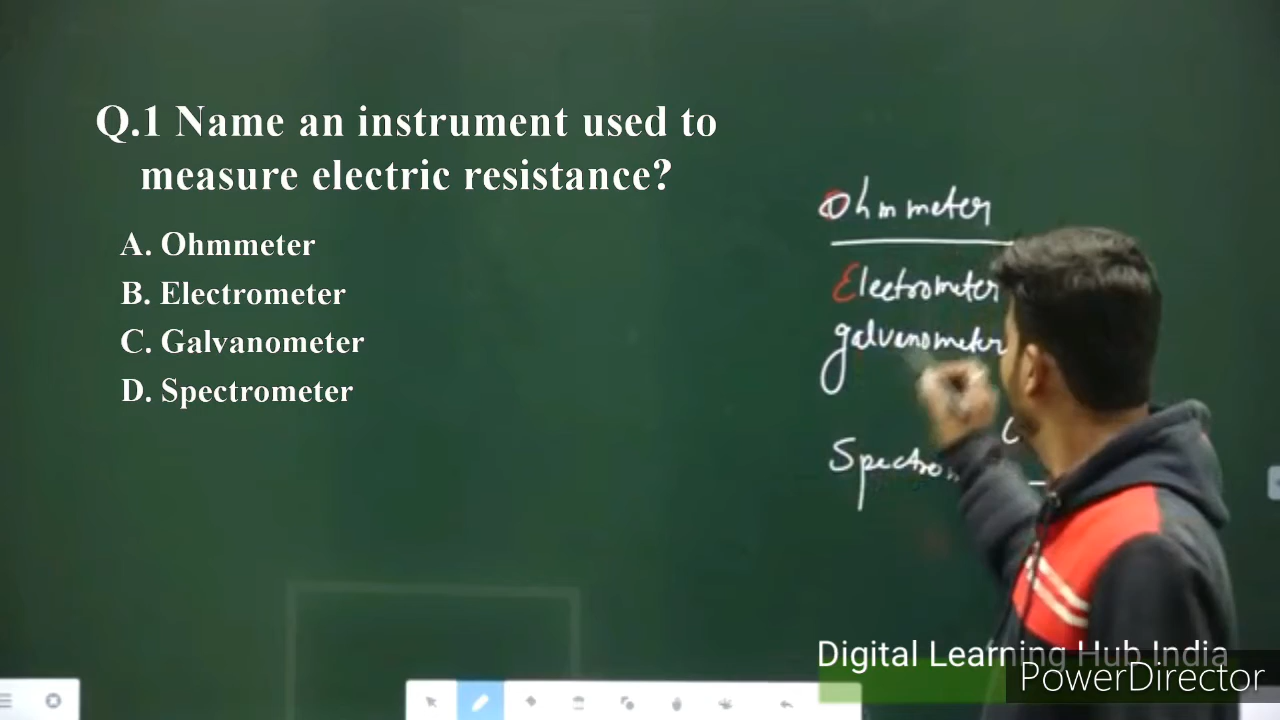 Q.1 Name an instrument used to
measure electric resistance?
A. Ohmmeter
B. Electrometer
C. Galvanometer
D. Spectrometer
Ohmmeter
Electrometer
galvanometer
Digital Learning Hub India
PowerDirector